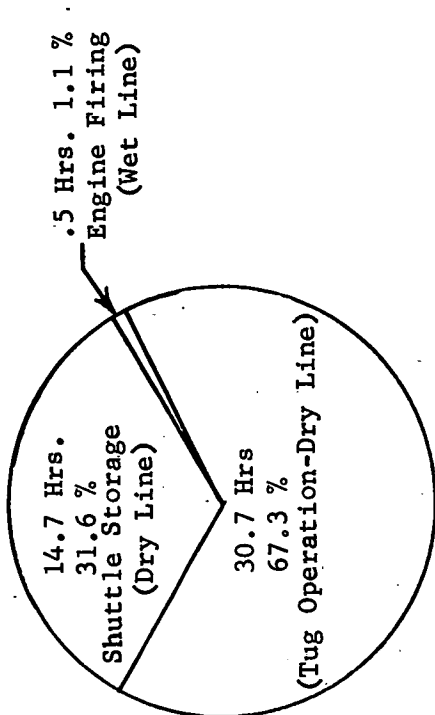 .5 Hrs. 1.1 %
Engine Firing
(Wet Line)
14.7 Hrs.
31.6 %
Shuttle Storage
(Dry Line)
30.7 Hrs
67.3 %
(Tug Operation-Dry Line)